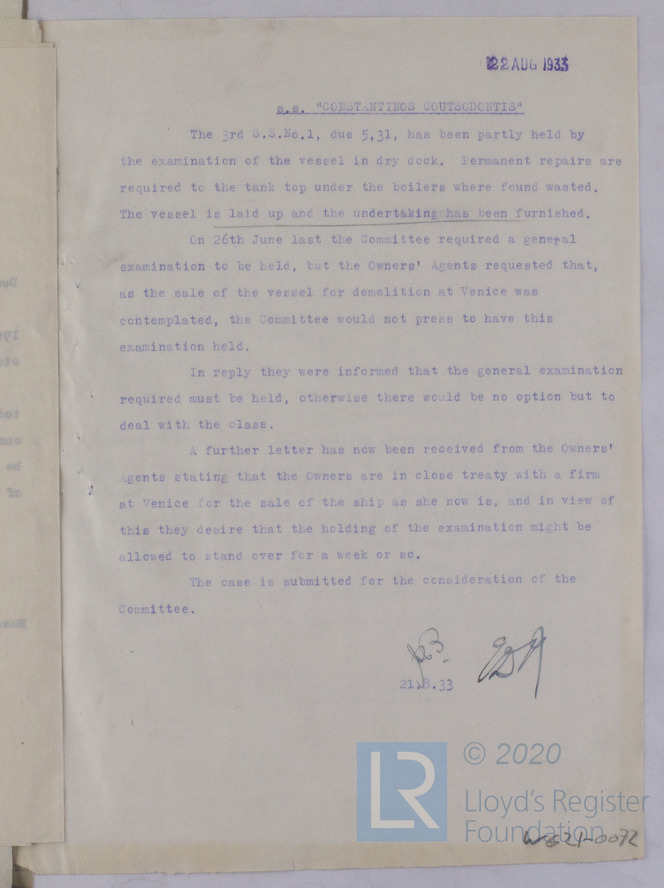 22 AUG 1933
s.s. "CONSTANTINOS COUTSODONTIS"
The 3rd S.S.No.1, due 5,31, has been partly held by
the examination of the vessel in dry dock. Permanent repairs are
required to the tank top under the boilers where found wasted.
The vessel is laid up and the undertaking has been furnished.
On 26th June last the Committee required a general
examination to be held, but the Owners' Agents requested that,
as the sale of the vessel for demolition at Venice was
contemplated, the Committee would not press to have this
examination held.
In reply they were informed that the general examination
required must be held, otherwise there would be no option but to
deal with the class.
A further letter has now been received from the Owners'
Agents stating that the Owners are in close treaty with a firm
at Venice for the sale of the ship as she now is, and in view of
this they desire that the holding of the examination might be
allowed to stand over for a week or so.
The case is submitted for the consideration of the
Committee.
21.8.33
LR
© 2020
Lloyd's Register
Foundation
W621-0072